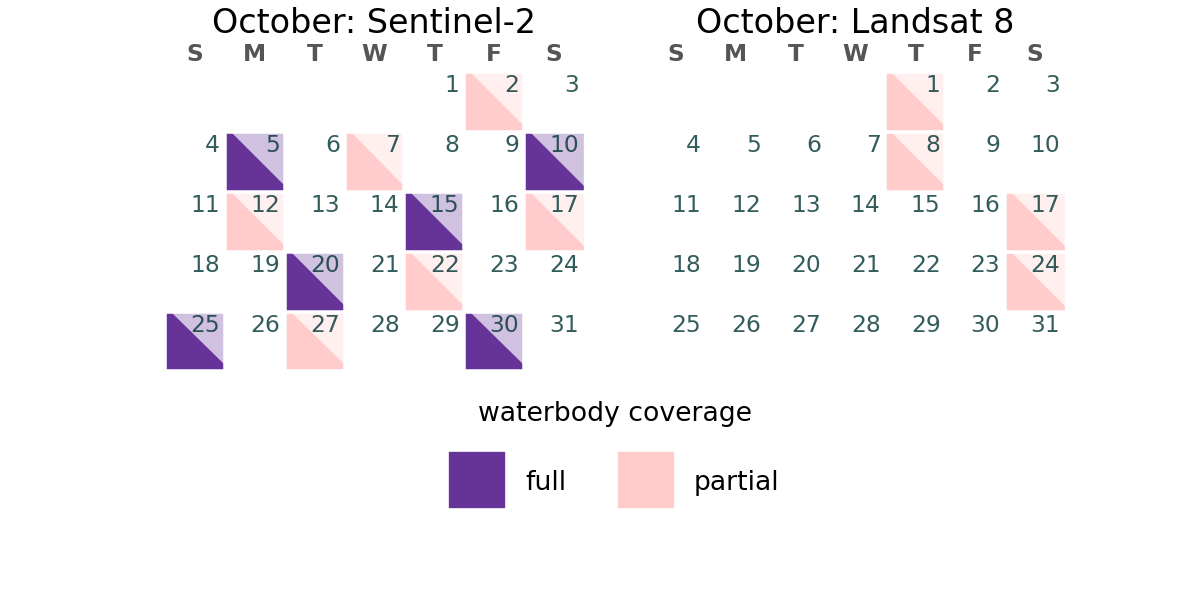 October: Sentinel-2
S M T W T F S
1 2 3
4 5 6 7 8 9 10
11 12 13 14 15 16 17
18 19 20 21 22 23 24
25 26 27 28 29 30 31
October: Landsat 8
S M T W T F S
1 2 3
4 5 6 7 8 9 10
11 12 13 14 15 16 17
18 19 20 21 22 23 24
25 26 27 28 29 30 31
waterbody coverage
full partial